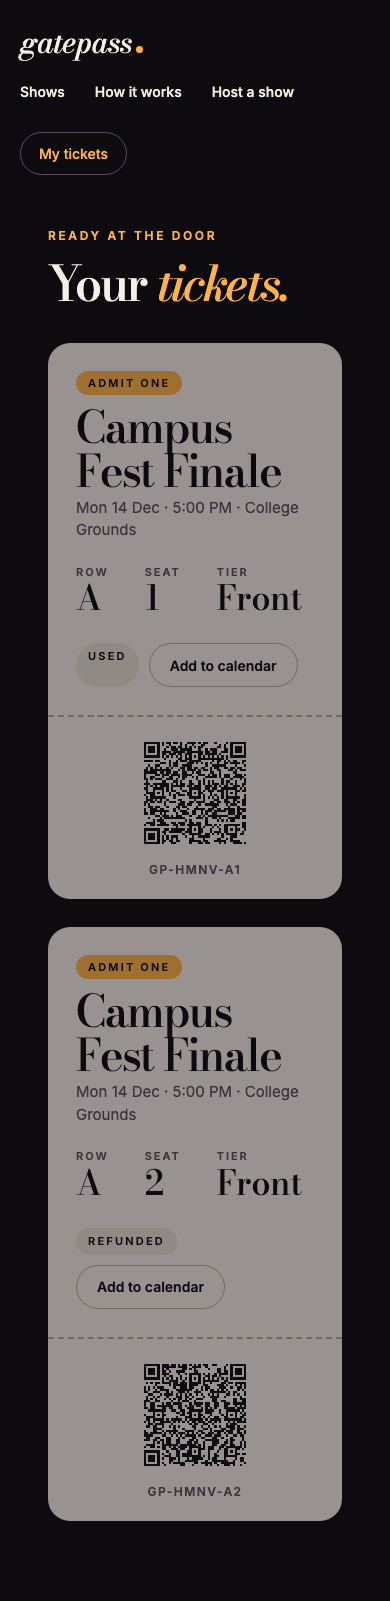 gatepass.
Shows How it works Host a show
My tickets
READY AT THE DOOR
Your tickets.
ADMIT ONE
Campus
Fest Finale
Mon 14 Dec · 5:00 PM · College
Grounds
ROW SEAT TIER
A 1 Front
USED Add to calendar
GP-HMNV-A1
ADMIT ONE
Campus
Fest Finale
Mon 14 Dec · 5:00 PM · College
Grounds
ROW SEAT TIER
A 2 Front
REFUNDED
Add to calendar
GP-HMNV-A2